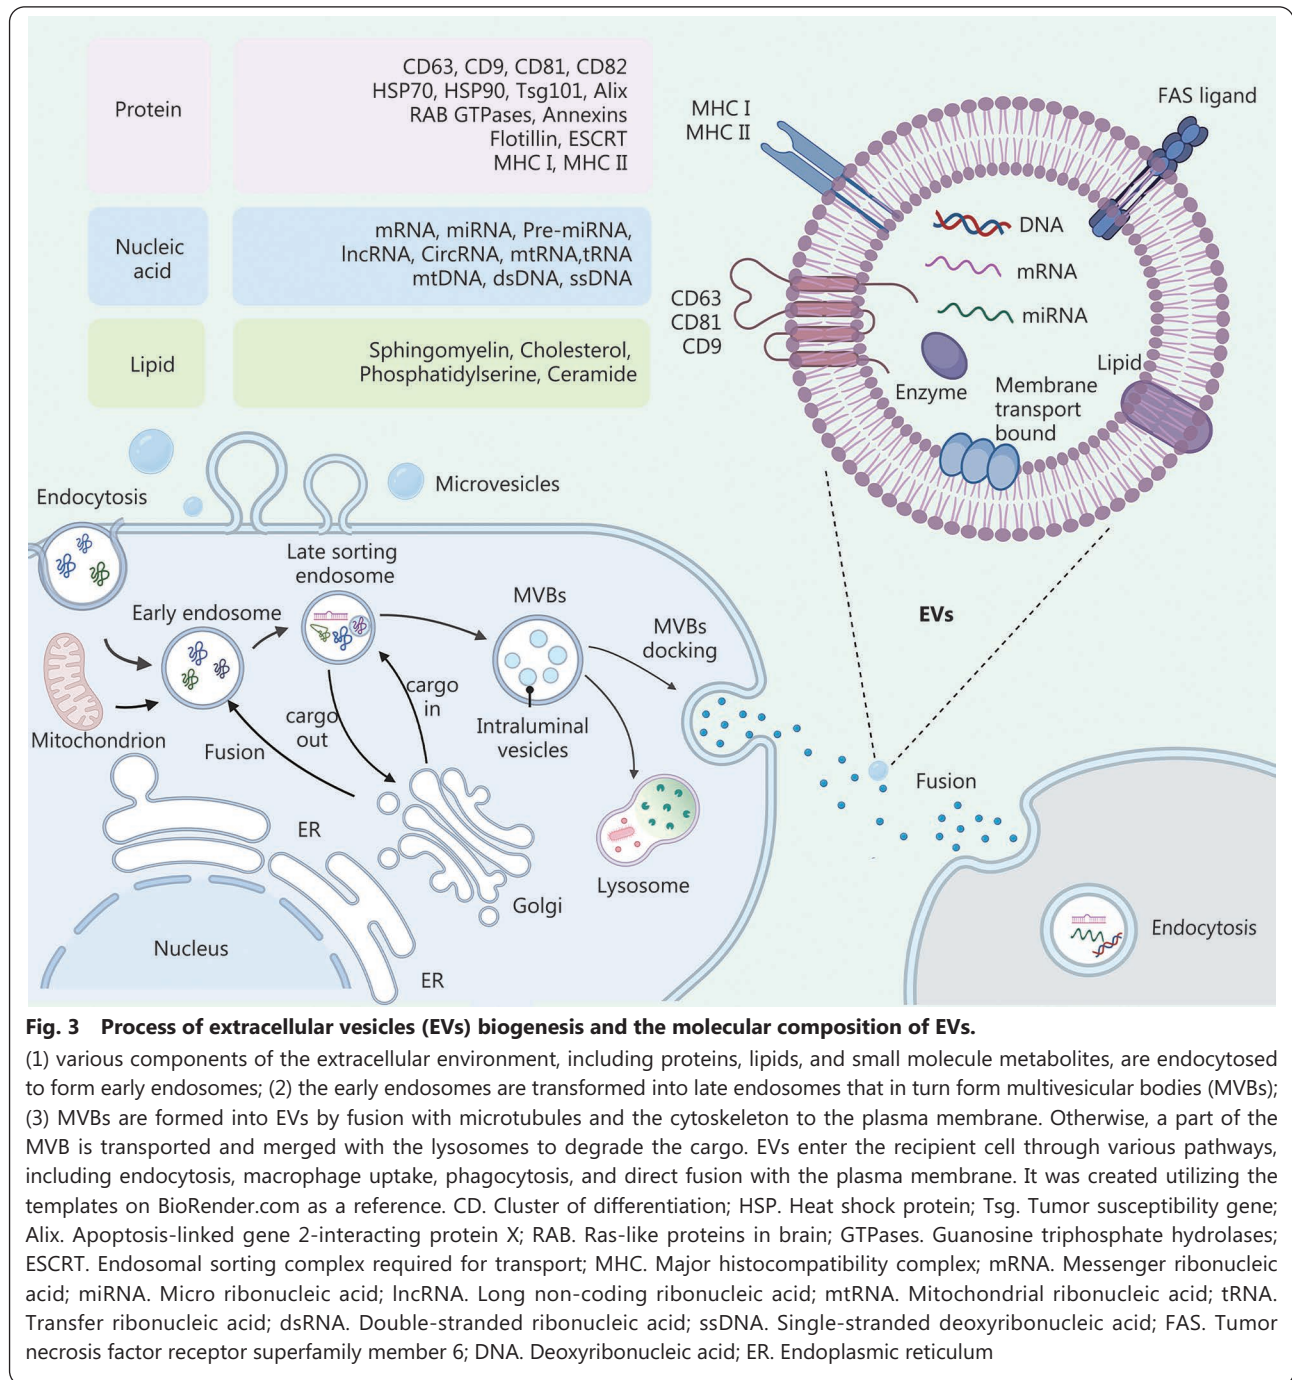 Protein
CD63, CD9, CD81, CD82
HSP70, HSP90, Tsg101, Alix
RAB GTPases, Annexins
Flotillin, ESCRT
MHC I, MHC II
Nucleic
acid
mRNA, miRNA, Pre-miRNA,
lncRNA, CircRNA, mtRNA,tRNA
mtDNA, dsDNA, ssDNA
Lipid
Sphingomyelin, Cholesterol,
Phosphatidylserine, Ceramide
MHC I
MHC II
FAS ligand
DNA
mRNA
miRNA
CD63
CD81
CD9
Enzyme
Lipid
Membrane
transport
bound
EVs
Endocytosis
Microvesicles
Late sorting
endosome
Early endosome
MVBs
MVBs
docking
cargo
in
cargo
out
Intraluminal
vesicles
Mitochondrion
Fusion
Fusion
ER
Lysosome
Golgi
Nucleus
ER
Endocytosis
Fig. 3 Process of extracellular vesicles (EVs) biogenesis and the molecular composition of EVs.
(1) various components of the extracellular environment, including proteins, lipids, and small molecule metabolites, are endocytosed
to form early endosomes; (2) the early endosomes are transformed into late endosomes that in turn form multivesicular bodies (MVBs);
(3) MVBs are formed into EVs by fusion with microtubules and the cytoskeleton to the plasma membrane. Otherwise, a part of the
MVB is transported and merged with the lysosomes to degrade the cargo. EVs enter the recipient cell through various pathways,
including endocytosis, macrophage uptake, phagocytosis, and direct fusion with the plasma membrane. It was created utilizing the
templates on BioRender.com as a reference. CD. Cluster of differentiation; HSP. Heat shock protein; Tsg. Tumor susceptibility gene;
Alix. Apoptosis-linked gene 2-interacting protein X; RAB. Ras-like proteins in brain; GTPases. Guanosine triphosphate hydrolases;
ESCRT. Endosomal sorting complex required for transport; MHC. Major histocompatibility complex; mRNA. Messenger ribonucleic
acid; miRNA. Micro ribonucleic acid; lncRNA. Long non-coding ribonucleic acid; mtRNA. Mitochondrial ribonucleic acid; tRNA.
Transfer ribonucleic acid; dsRNA. Double-stranded ribonucleic acid; ssDNA. Single-stranded deoxyribonucleic acid; FAS. Tumor
necrosis factor receptor superfamily member 6; DNA. Deoxyribonucleic acid; ER. Endoplasmic reticulum